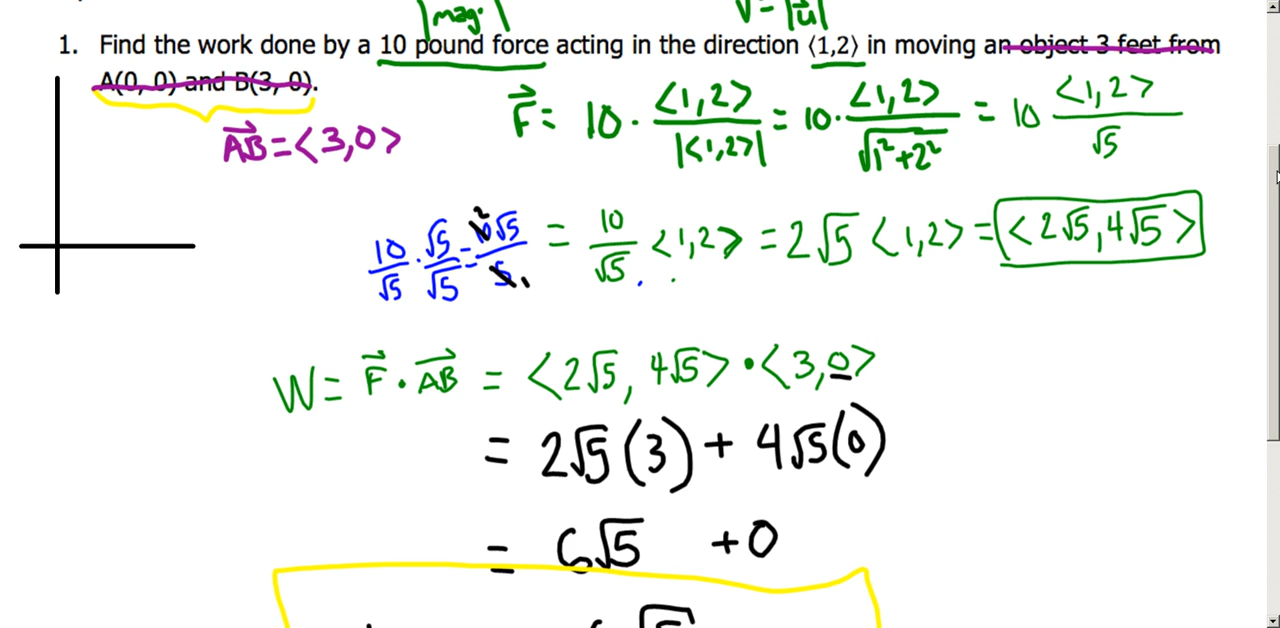 |mag.| V = |u⃗|
1. Find the work done by a 10 pound force acting in the direction ⟨1,2⟩ in moving an object 3 feet from
A(0, 0) and B(3, 0).
F⃗ = 10 · <1,2> / |<1,2>| = 10 · <1,2> / √(1²+2²) = 10 <1,2> / √5
AB⃗ = <3,0>
10/√5 · √5/√5 = 10√5/5 2 1 = 10/√5 <1,2> = 2√5 <1,2> = <2√5, 4√5>
W = F⃗ · AB⃗ = <2√5, 4√5> · <3,0>
= 2√5(3) + 4√5(0)
= 6√5 + 0